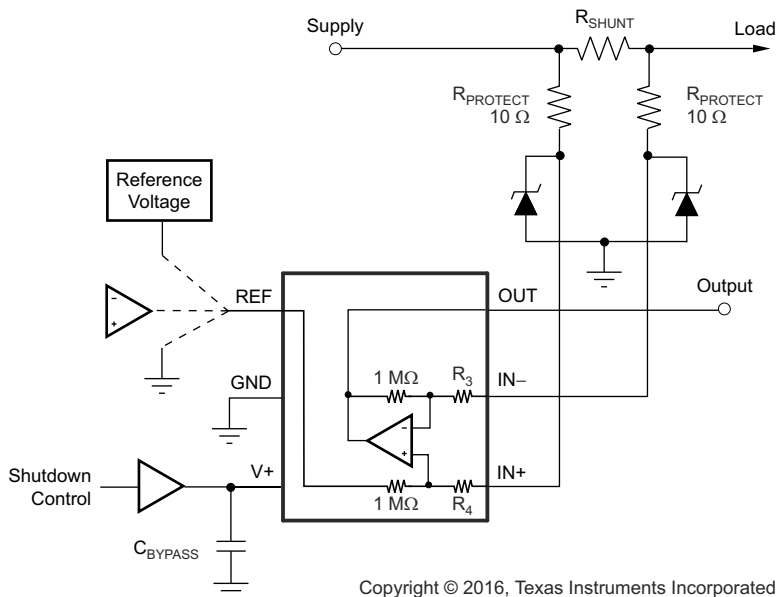 Supply
R_SHUNT
Load
R_PROTECT
10 Ω
R_PROTECT
10 Ω
Reference
Voltage
Output
REF
OUT
−
+
GND
1 MΩ
R_3
IN−
−
+
Shutdown
Control
V+
IN+
1 MΩ
R_4
C_BYPASS
Copyright © 2016, Texas Instruments Incorporated